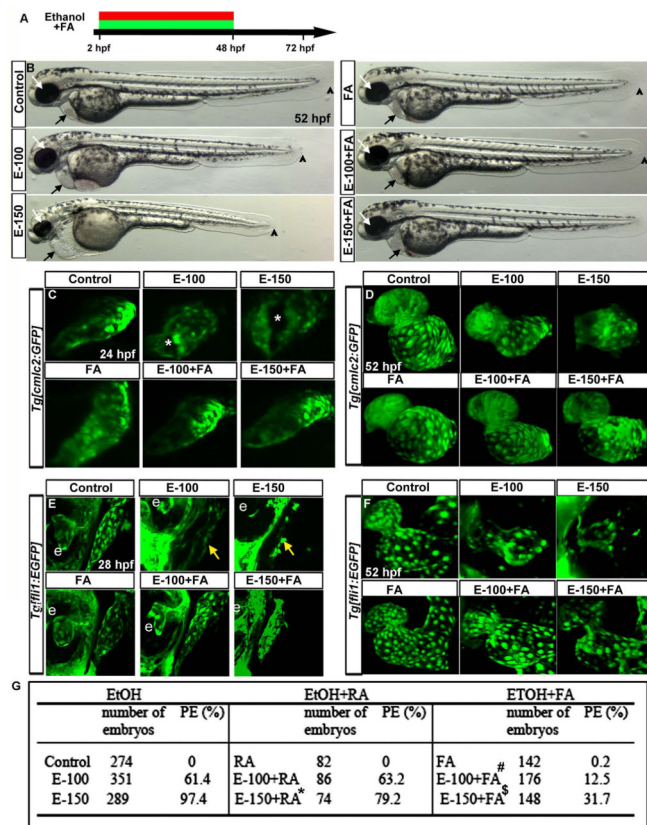 A
Ethanol
+FA
2 hpf
48 hpf
72 hpf
B
Control
52 hpf
FA
E-100
E-100+FA
E-150
E-150+FA
Control E-100 E-150
C
24 hpf
*
*
FA E-100+FA E-150+FA
Tg[cmlc2:GFP]
Control E-100 E-150
D
52 hpf
FA E-100+FA E-150+FA
Tg[cmlc2:GFP]
Control E-100 E-150
E
e
e
e
e
28 hpf
FA E-100+FA E-150+FA
e
e
e
Tg[fli1:EGFP]
Control E-100 E-150
F
52 hpf
FA E-100+FA E-150+FA
Tg[fli1:EGFP]
G
EtOH EtOH+RA ETOH+FA
number of embryos PE (%) number of embryos PE (%) number of embryos PE (%)
Control 274 0 RA 82 0 FA 142 0.2
E-100 351 61.4 E-100+RA 86 63.2 E-100+FA# 176 12.5
E-150 289 97.4 E-150+RA* 74 79.2 E-150+FA$ 148 31.7